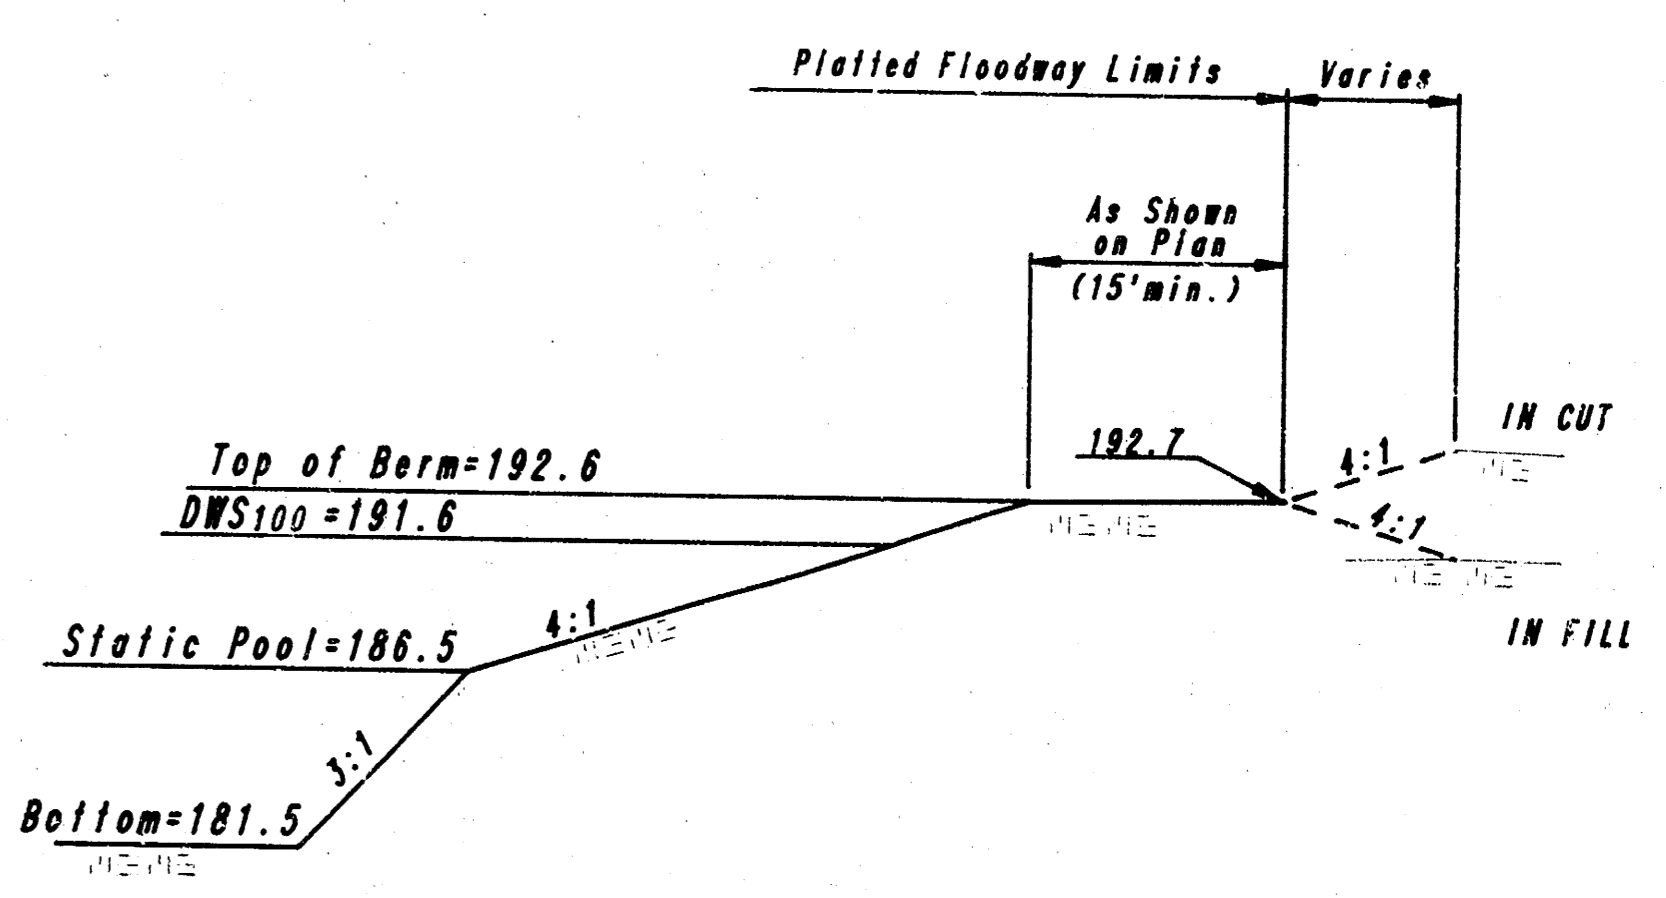 Platted Floodway Limits
Varies
As Shown
on Plan
(15'min.)
IN CUT
192.7
4:1
Top of Berm=192.6
DWS100 =191.6
4:1
IN FILL
4:1
Static Pool=186.5
3:1
Bottom=181.5